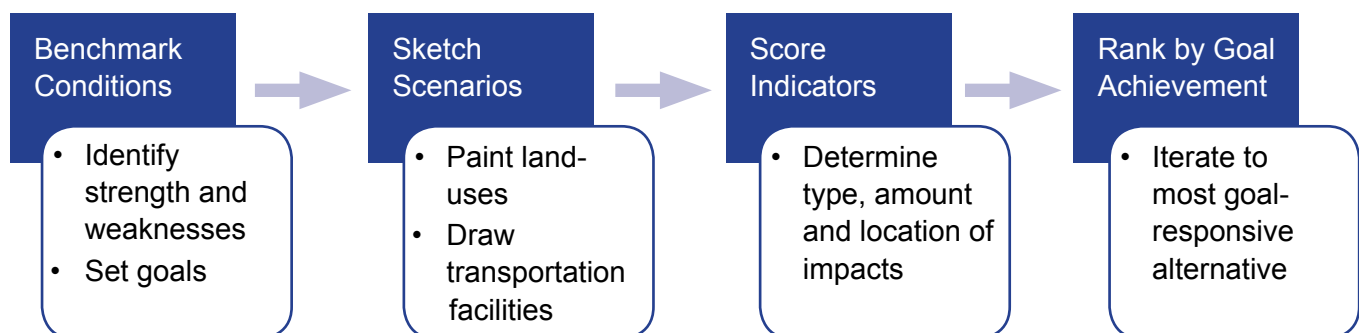 Benchmark
Conditions
• Identify
strength and
weaknesses
• Set goals
Sketch
Scenarios
• Paint land-
uses
• Draw
transportation
facilities
Score
Indicators
• Determine
type, amount
and location of
impacts
Rank by Goal
Achievement
• Iterate to
most goal-
responsive
alternative